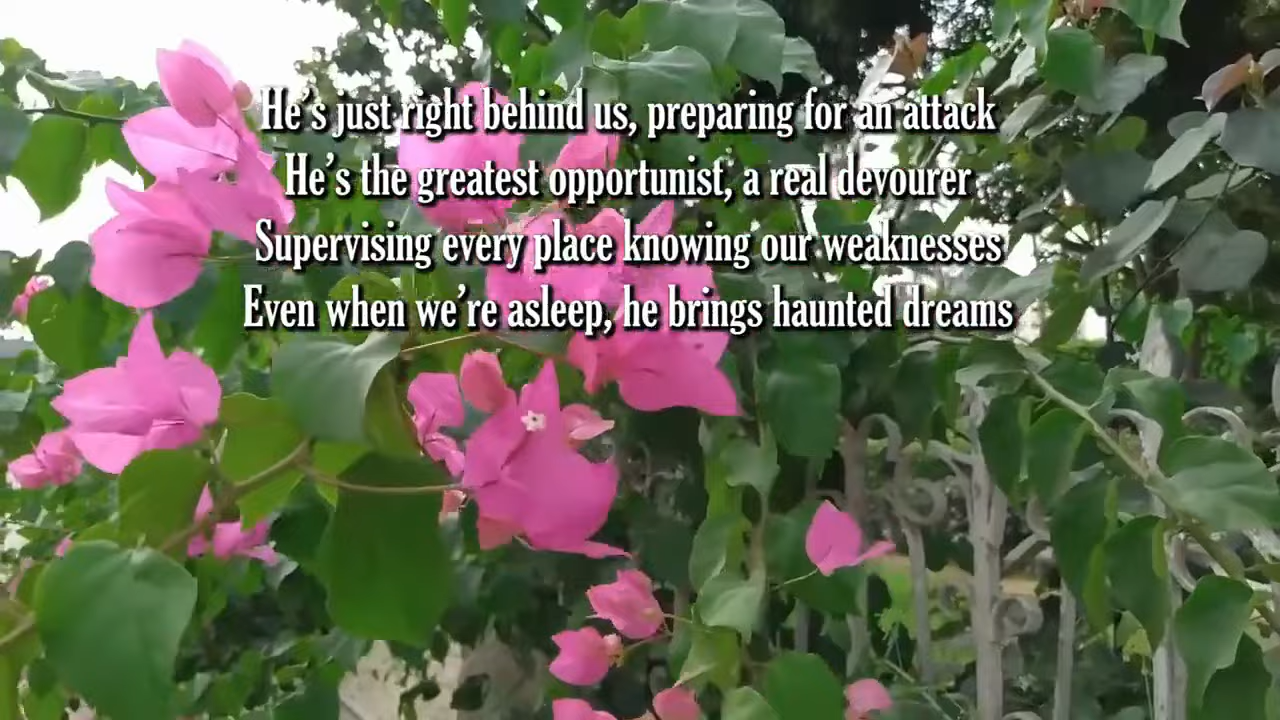 He's just right behind us, preparing for an attack
He's the greatest opportunist, a real devourer
Supervising every place knowing our weaknesses
Even when we're asleep, he brings haunted dreams